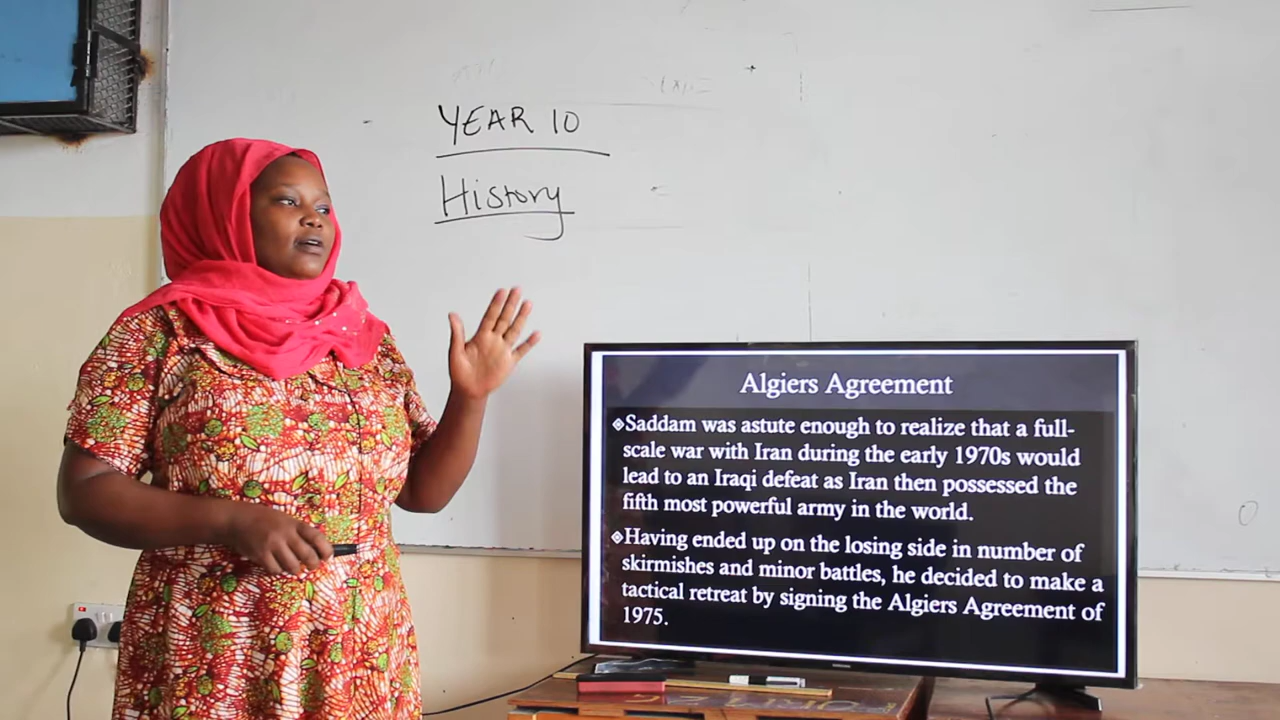 YEAR 10
History
Algiers Agreement
Saddam was astute enough to realize that a full-
scale war with Iran during the early 1970s would
lead to an Iraqi defeat as Iran then possessed the
fifth most powerful army in the world.
Having ended up on the losing side in number of
skirmishes and minor battles, he decided to make a
tactical retreat by signing the Algiers Agreement of
1975.
SAMSUNG